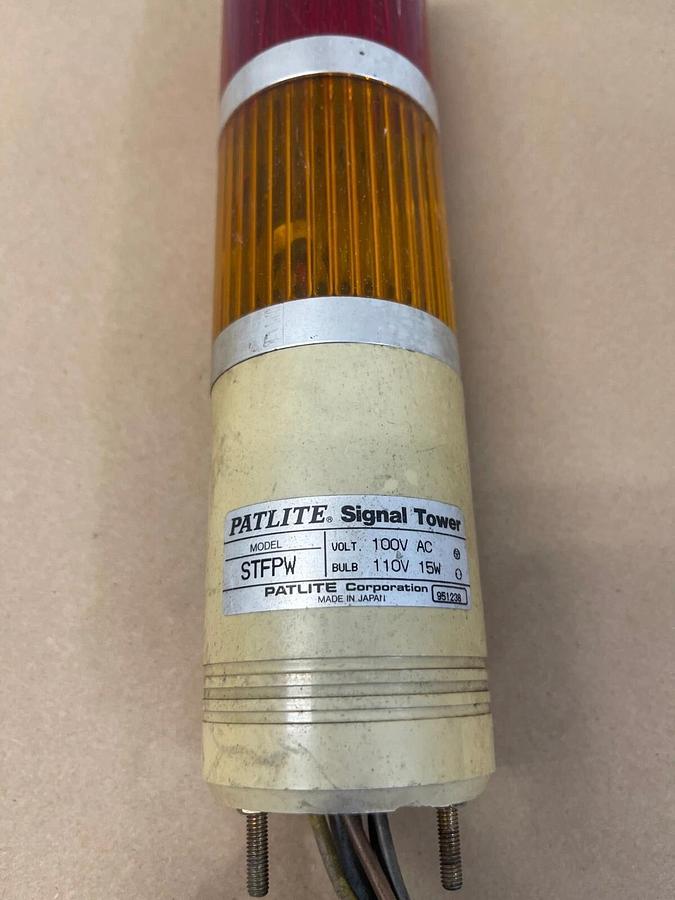 PATLITE® Signal Tower
MODEL
STFPW
VOLT. 100V AC
BULB 110V 15W
PATLITE Corporation
MADE IN JAPAN
951238